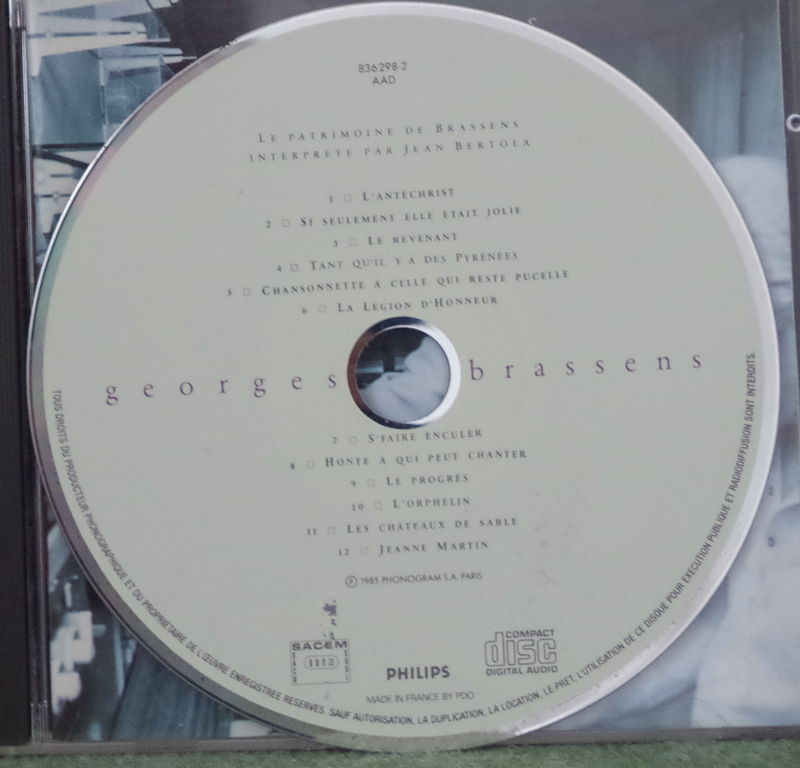 836 298-2
AAD
LE PATRIMOINE DE BRASSENS
INTERPRETE PAR JEAN BERTOLA
1 □ L'ANTÉCHRIST
2 □ SI SEULEMENT ELLE ETAIT JOLIE
3 □ LE REVENANT
4 □ TANT QU'IL Y A DES PYRÉNÉES
5 □ CHANSONNETTE À CELLE QUI RESTE PUCELLE
6 □ LA LEGION D'HONNEUR
georges brassens
7 □ S'FAIRE ENCULER
8 □ HONTE À QUI PEUT CHANTER
9 □ LE PROGRÈS
10 □ L'ORPHELIN
11 □ LES CHÂTEAUX DE SABLE
12 □ JEANNE MARTIN
℗ 1985 PHONOGRAM S.A. PARIS
SACEM
PHILIPS
COMPACT
disc
DIGITAL AUDIO
MADE IN FRANCE BY PDO
TOUS DROITS DU PRODUCTEUR PHONOGRAPHIQUE ET DU PROPRIETAIRE DE L'ŒUVRE ENREGISTREE RESERVES. SAUF AUTORISATION, LA DUPLICATION, LA LOCATION, LE PRET, L'UTILISATION DE CE DISQUE POUR EXECUTION PUBLIQUE ET RADIODIFFUSION SONT INTERDITS.